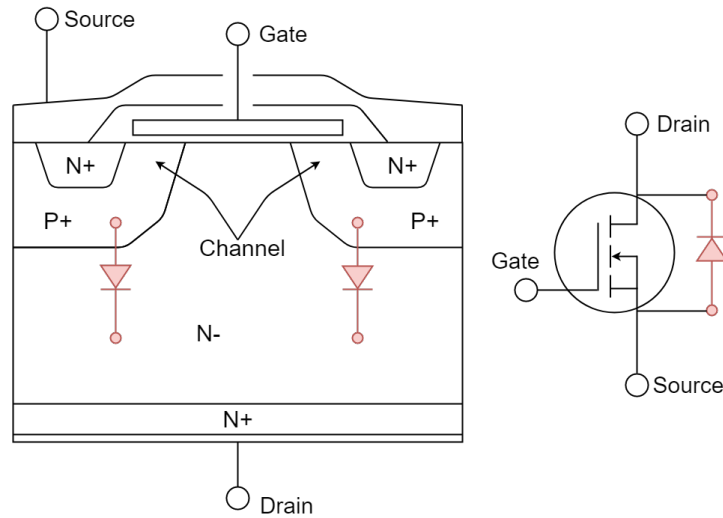 Source
Gate
N+
N+
P+
P+
Channel
N-
N+
Drain
Drain
Gate
Source